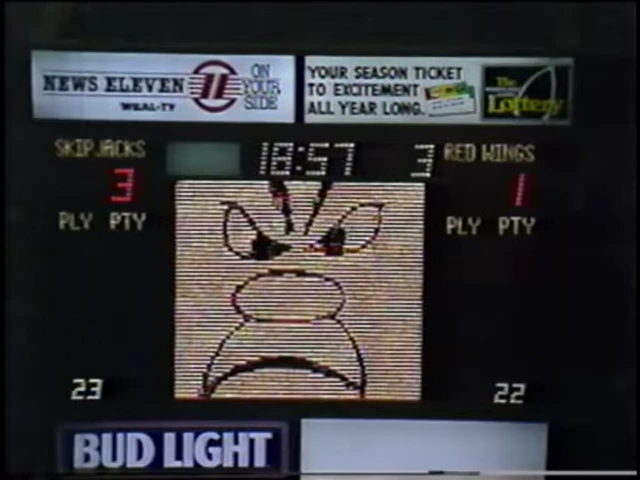 NEWS ELEVEN 11
WBAL-TV
ON
YOUR
SIDE
YOUR SEASON TICKET
TO EXCITEMENT
ALL YEAR LONG.
The
Lottery
SKIPJACKS
18:57
3
RED WINGS
3
1
PLY PTY
PLY PTY
23
22
BUD LIGHT